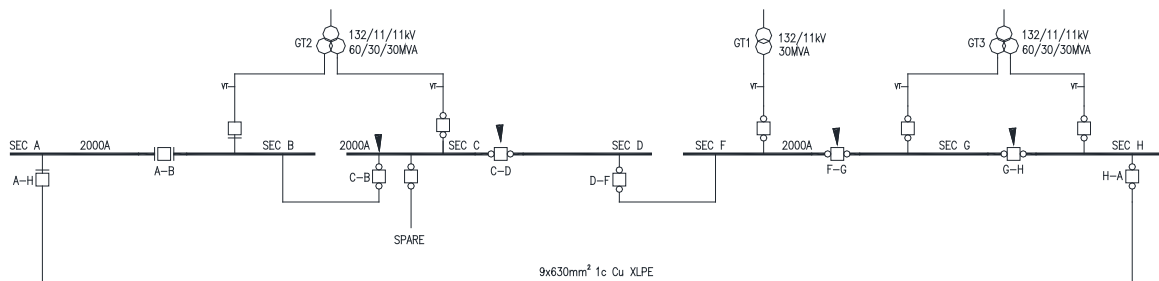 GT2
132/11/11kV
60/30/30MVA
GT1
132/11kV
30MVA
GT3
132/11/11kV
60/30/30MVA
VT
VT
VT
VT
VT
SEC A
2000A
SEC B
2000A
SEC C
SEC D
SEC F
2000A
SEC G
SEC H
A-H
A-B
C-B
C-D
D-F
F-G
G-H
H-A
SPARE
9x630mm² 1c Cu XLPE